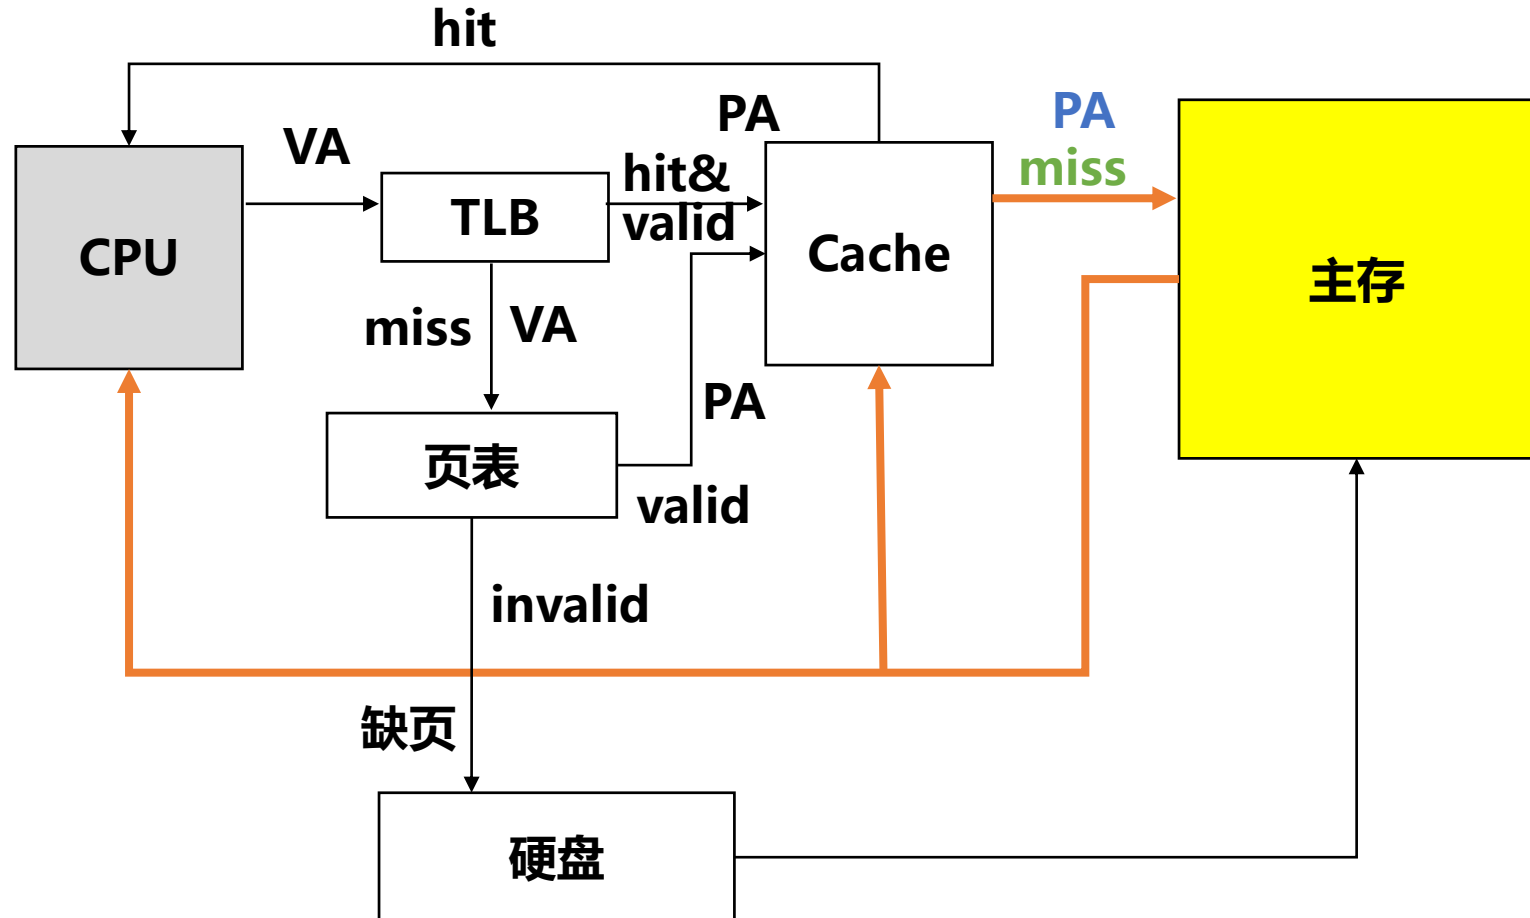 hit
PA
PA
VA
miss
hit&
valid
TLB
CPU
Cache
主存
miss
VA
PA
页表
valid
invalid
缺页
硬盘